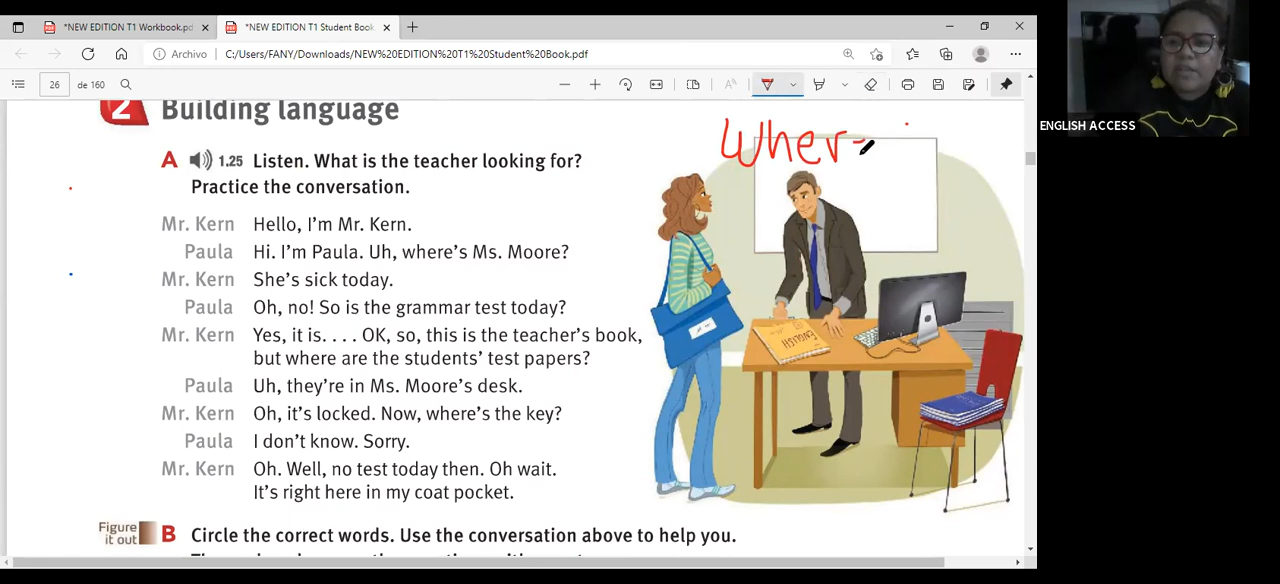 *NEW EDITION T1 Workbook.pd
*NEW EDITION T1 Student Book
Archivo
C:/Users/FANY/Downloads/NEW%20EDITION%20T1%20Student%20Book.pdf
26
de 160
2 Building language
Wher
ENGLISH ACCESS
A 1.25 Listen. What is the teacher looking for?
Practice the conversation.
Mr. Kern Hello, I'm Mr. Kern.
Paula Hi. I'm Paula. Uh, where's Ms. Moore?
Mr. Kern She's sick today.
Paula Oh, no! So is the grammar test today?
Mr. Kern Yes, it is. . . . OK, so, this is the teacher's book,
but where are the students' test papers?
Paula Uh, they're in Ms. Moore's desk.
Mr. Kern Oh, it's locked. Now, where's the key?
Paula I don't know. Sorry.
Mr. Kern Oh. Well, no test today then. Oh wait.
It's right here in my coat pocket.
ENGLISH
Figure
it out
B Circle the correct words. Use the conversation above to help you.